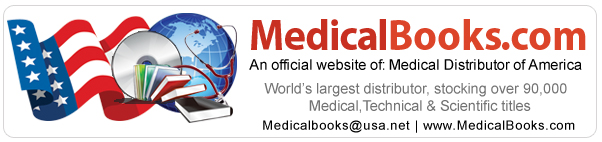 MedicalBooks.com
An official website of: Medical Distributor of America
World's largest distributor, stocking over 90,000
Medical,Technical & Scientific titles
Medicalbooks@usa.net | www.MedicalBooks.com